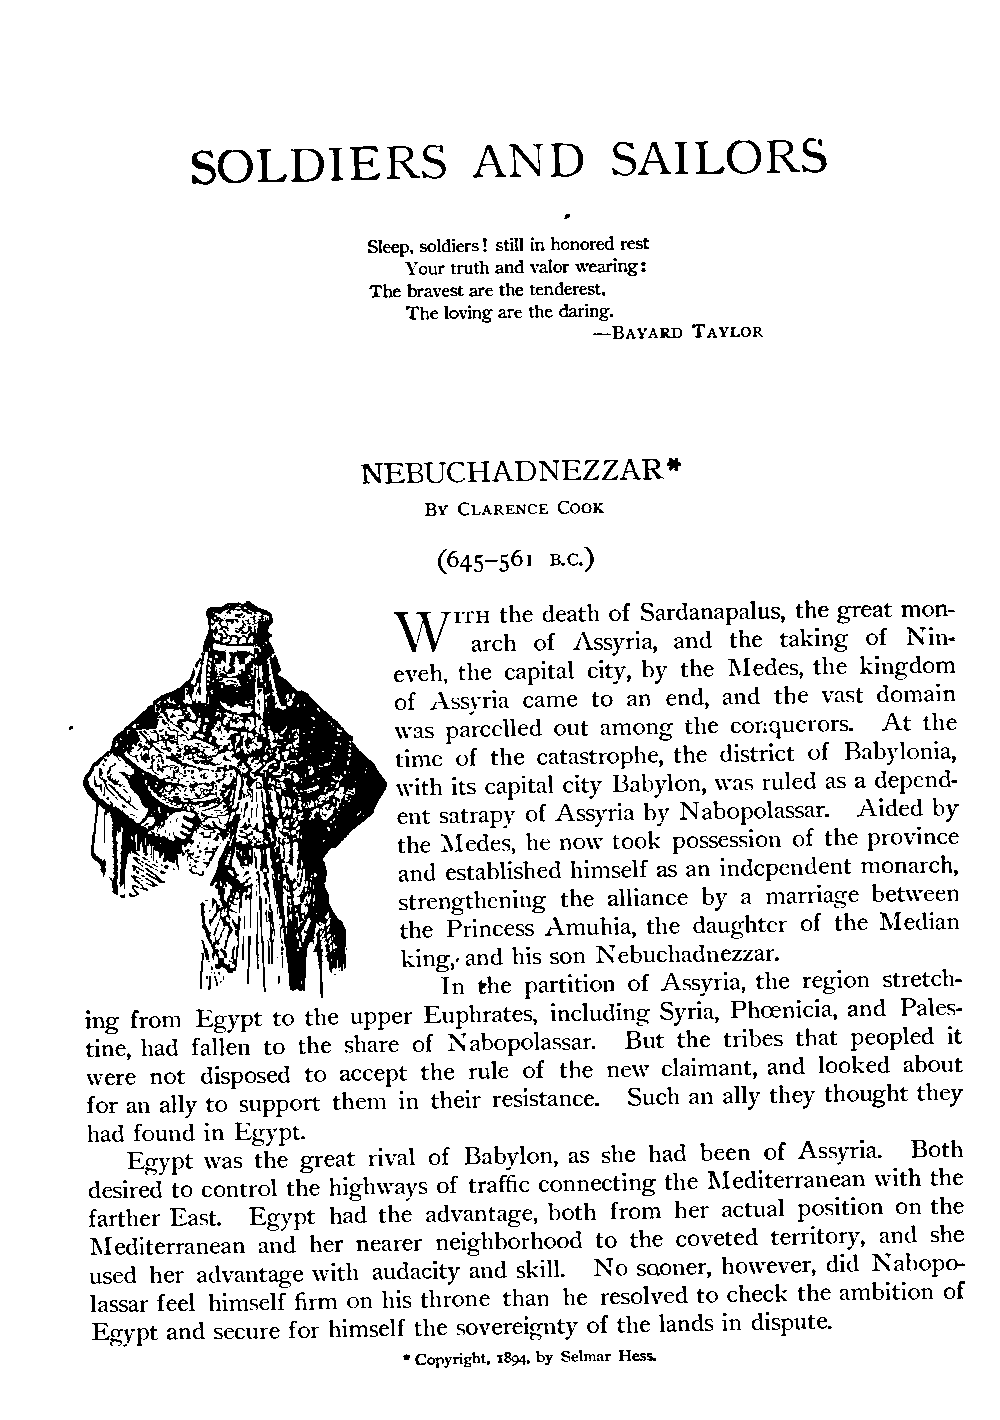 SOLDIERS AND SAILORS
Sleep, soldiers! still in honored rest
Your truth and valor wearing:
The bravest are the tenderest,
The loving are the daring.
—BAYARD TAYLOR
NEBUCHADNEZZAR*
BY CLARENCE COOK
(645–561 B.C.)
WITH the death of Sardanapalus, the great mon-
arch of Assyria, and the taking of Nin-
eveh, the capital city, by the Medes, the kingdom
of Assyria came to an end, and the vast domain
was parcelled out among the conquerors. At the
time of the catastrophe, the district of Babylonia,
with its capital city Babylon, was ruled as a depend-
ent satrapy of Assyria by Nabopolassar. Aided by
the Medes, he now took possession of the province
and established himself as an independent monarch,
strengthening the alliance by a marriage between
the Princess Amuhia, the daughter of the Median
king, and his son Nebuchadnezzar.
In the partition of Assyria, the region stretch-
ing from Egypt to the upper Euphrates, including Syria, Phœnicia, and Pales-
tine, had fallen to the share of Nabopolassar. But the tribes that peopled it
were not disposed to accept the rule of the new claimant, and looked about
for an ally to support them in their resistance. Such an ally they thought they
had found in Egypt.
Egypt was the great rival of Babylon, as she had been of Assyria. Both
desired to control the highways of traffic connecting the Mediterranean with the
farther East. Egypt had the advantage, both from her actual position on the
Mediterranean and her nearer neighborhood to the coveted territory, and she
used her advantage with audacity and skill. No sooner, however, did Nabopo-
lassar feel himself firm on his throne than he resolved to check the ambition of
Egypt and secure for himself the sovereignty of the lands in dispute.
* Copyright, 1894, by Selmar Hess.